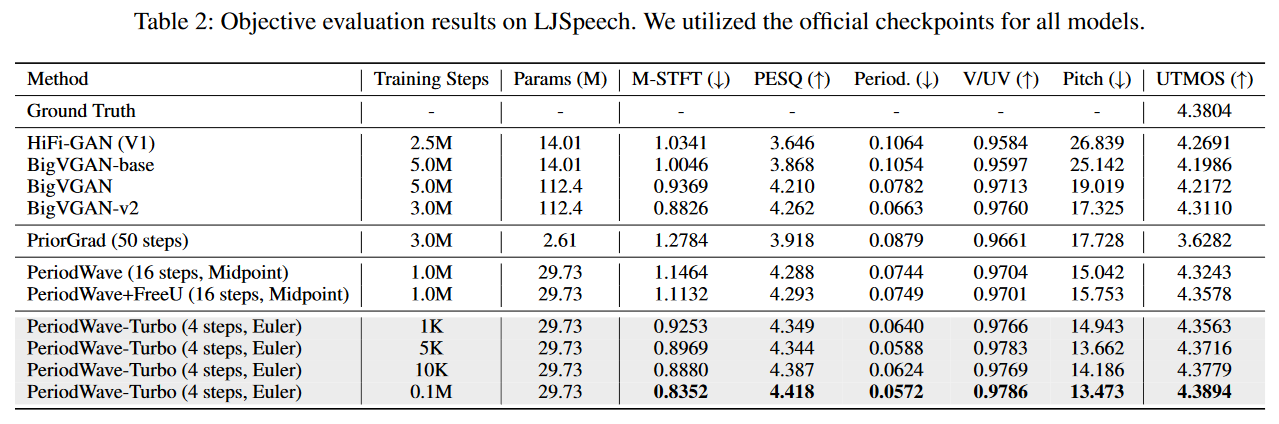 Table 2: Objective evaluation results on LJSpeech. We utilized the official checkpoints for all models.
Method Training Steps Params (M) M-STFT (↓) PESQ (↑) Period. (↓) V/UV (↑) Pitch (↓) UTMOS (↑)
Ground Truth - - - - - - - 4.3804
HiFi-GAN (V1) 2.5M 14.01 1.0341 3.646 0.1064 0.9584 26.839 4.2691
BigVGAN-base 5.0M 14.01 1.0046 3.868 0.1054 0.9597 25.142 4.1986
BigVGAN 5.0M 112.4 0.9369 4.210 0.0782 0.9713 19.019 4.2172
BigVGAN-v2 3.0M 112.4 0.8826 4.262 0.0663 0.9760 17.325 4.3110
PriorGrad (50 steps) 3.0M 2.61 1.2784 3.918 0.0879 0.9661 17.728 3.6282
PeriodWave (16 steps, Midpoint) 1.0M 29.73 1.1464 4.288 0.0744 0.9704 15.042 4.3243
PeriodWave+FreeU (16 steps, Midpoint) 1.0M 29.73 1.1132 4.293 0.0749 0.9701 15.753 4.3578
PeriodWave-Turbo (4 steps, Euler) 1K 29.73 0.9253 4.349 0.0640 0.9766 14.943 4.3563
PeriodWave-Turbo (4 steps, Euler) 5K 29.73 0.8969 4.344 0.0588 0.9783 13.662 4.3716
PeriodWave-Turbo (4 steps, Euler) 10K 29.73 0.8880 4.387 0.0624 0.9769 14.186 4.3779
PeriodWave-Turbo (4 steps, Euler) 0.1M 29.73 0.8352 4.418 0.0572 0.9786 13.473 4.3894